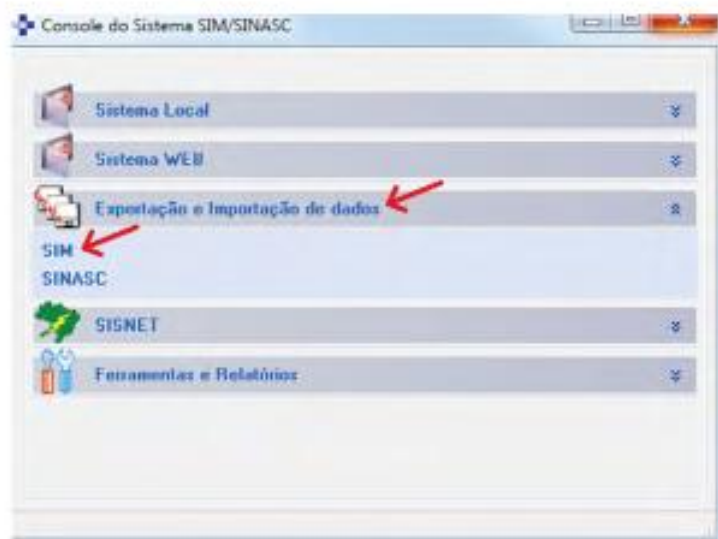 Console do Sistema SIM/SINASC
Sistema Local
Sistema WEB
Exportação e Importação de dados
SIM
SINASC
SISNET
Ferramentas e Relatórios